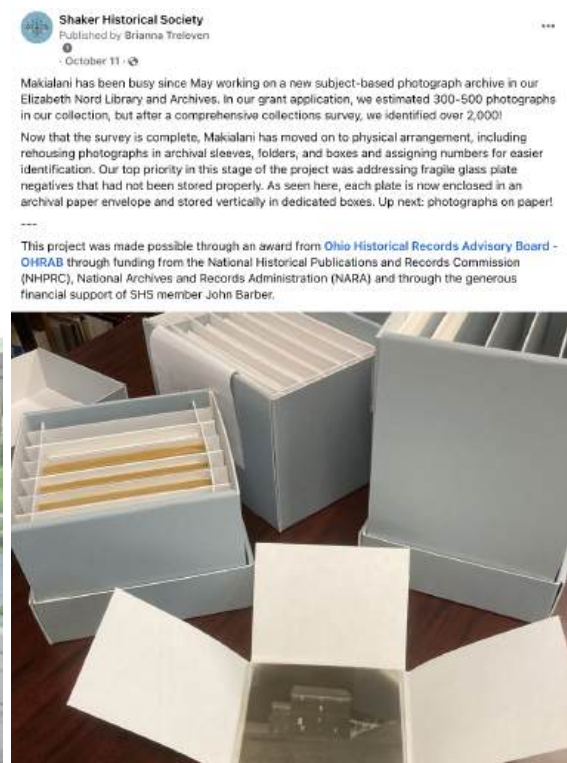 Shaker Historical Society
Published by Brianna Treleven
· October 11 ·
Makialani has been busy since May working on a new subject-based photograph archive in our
Elizabeth Nord Library and Archives. In our grant application, we estimated 300-500 photographs
in our collection, but after a comprehensive collections survey, we identified over 2,000!
Now that the survey is complete, Makialani has moved on to physical arrangement, including
rehousing photographs in archival sleeves, folders, and boxes and assigning numbers for easier
identification. Our top priority in this stage of the project was addressing fragile glass plate
negatives that had not been stored properly. As seen here, each plate is now enclosed in an
archival paper envelope and stored vertically in dedicated boxes. Up next: photographs on paper!
---
This project was made possible through an award from Ohio Historical Records Advisory Board -
OHRAB through funding from the National Historical Publications and Records Commission
(NHPRC), National Archives and Records Administration (NARA) and through the generous
financial support of SHS member John Barber.